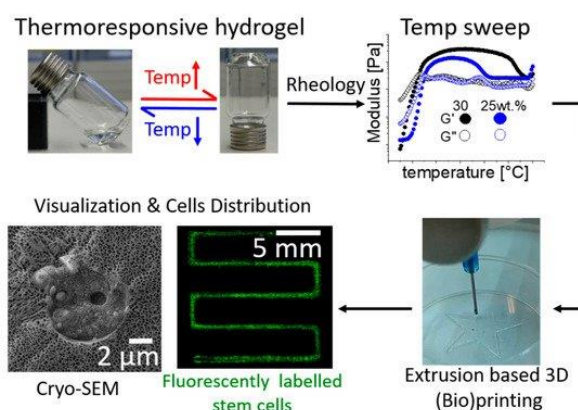 Thermoresponsive hydrogel
Temp↑
Temp↓
Rheology
Temp sweep
Modulus [Pa]
30 25wt.%
G'
G"
temperature [°C]
Visualization & Cells Distribution
2 µm
Cryo-SEM
5 mm
Fluorescently labelled
stem cells
Extrusion based 3D
(Bio)printing